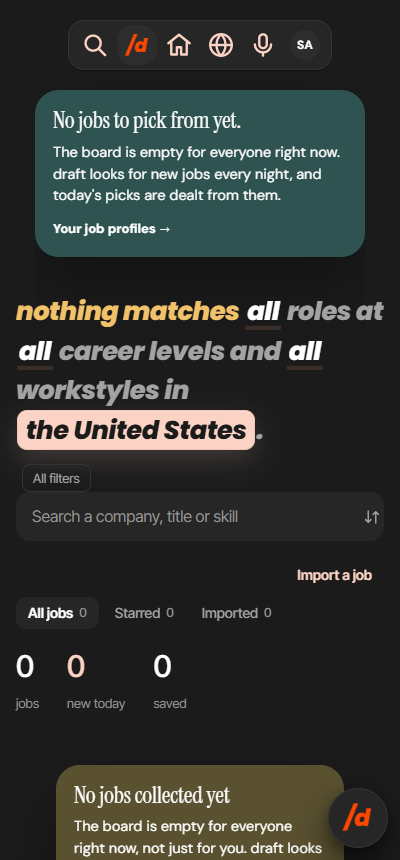 /d
SA
No jobs to pick from yet.
The board is empty for everyone right now.
draft looks for new jobs every night, and
today's picks are dealt from them.
Your job profiles →
nothing matches all roles at
all career levels and all
workstyles in
the United States.
All filters
Search a company, title or skill
Import a job
All jobs 0 Starred 0 Imported 0
0 0 0
jobs new today saved
No jobs collected yet
The board is empty for everyone
right now, not just for you. draft looks
/d